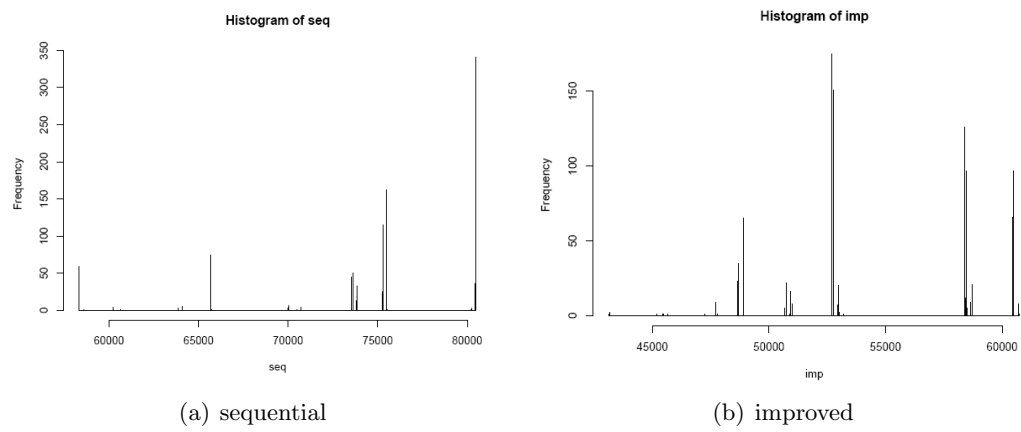 Histogram of seq
350
300
250
200
150
100
50
0
Frequency
60000 65000 70000 75000 80000
seq
(a) sequential
Histogram of imp
150
100
50
0
Frequency
45000 50000 55000 60000
imp
(b) improved